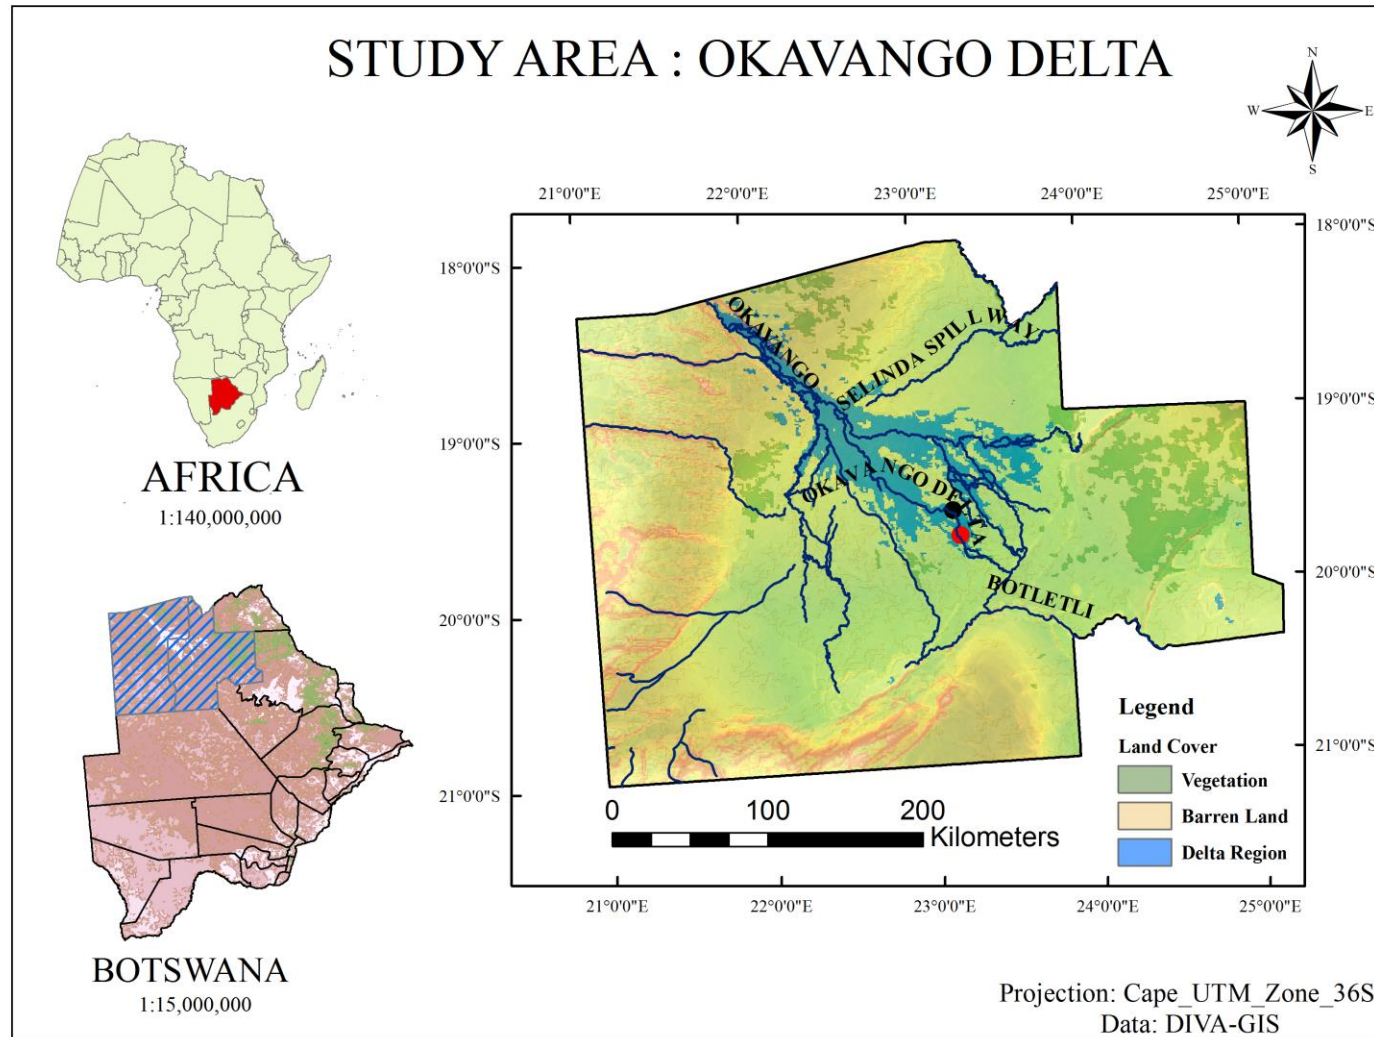 STUDY AREA : OKAVANGO DELTA
N
W
E
S
AFRICA
1:140,000,000
BOTSWANA
1:15,000,000
21°0'0"E 22°0'0"E 23°0'0"E 24°0'0"E 25°0'0"E
18°0'0"S
18°0'0"S
19°0'0"S
19°0'0"S
20°0'0"S
20°0'0"S
21°0'0"S
21°0'0"S
OKAVANGO
SELINDA SPILL WAY
OKAVANGO DELTA
BOTLETLI
Legend
Land Cover
Vegetation
Barren Land
Delta Region
0 100 200
Kilometers
21°0'0"E 22°0'0"E 23°0'0"E 24°0'0"E 25°0'0"E
Projection: Cape_UTM_Zone_36S
Data: DIVA-GIS